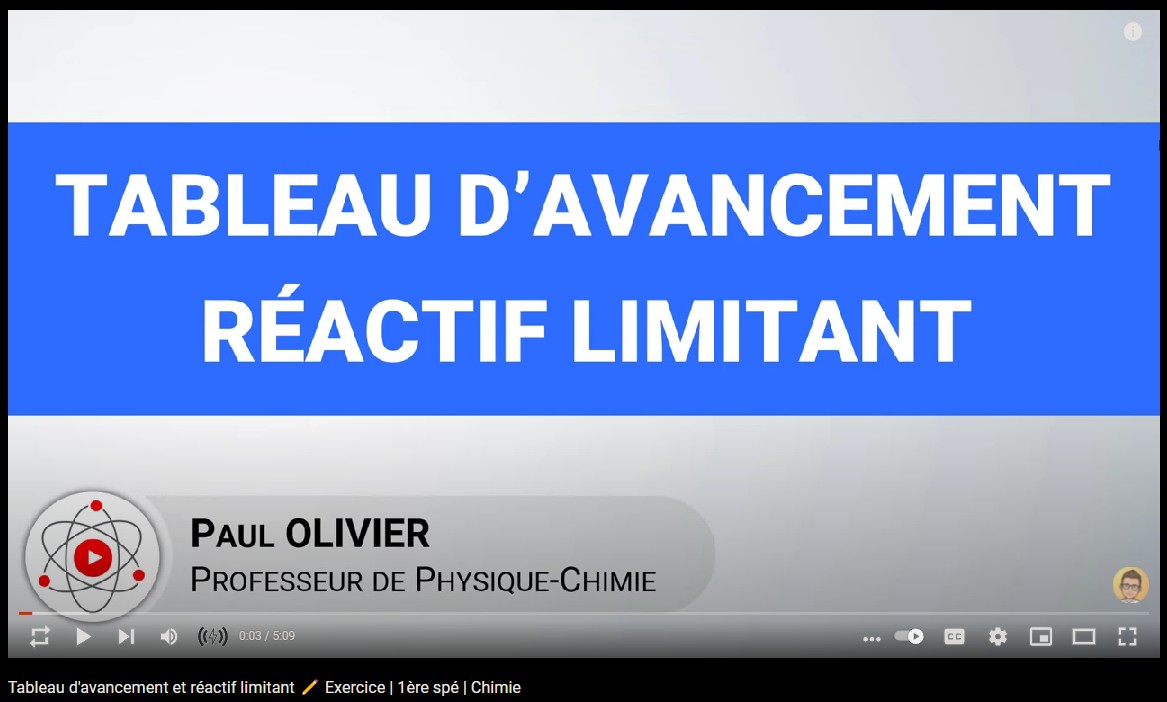 TABLEAU D’AVANCEMENT
RÉACTIF LIMITANT
PAUL OLIVIER
PROFESSEUR DE PHYSIQUE-CHIMIE
0:03 / 5:09
CC
Tableau d'avancement et réactif limitant ✏️ Exercice | 1ère spé | Chimie